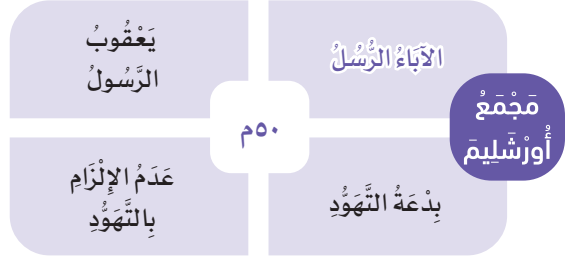 مَجْمَعُ
أُورْشَلِيمَ
الآبَاءُ الرُّسُلُ
يَعْقُوبُ
الرَّسُولُ
٥٠م
بِدْعَةُ التَّهَوُّدِ
عَدَمُ الإِلْزَامِ
بِالتَّهَوُّدِ